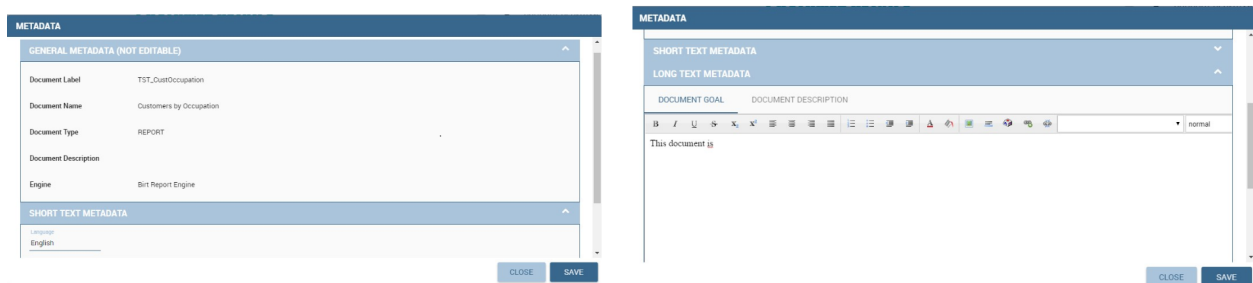 METADATA
GENERAL METADATA (NOT EDITABLE)
Document Label TST_CustOccupation
Document Name Customers by Occupation
Document Type REPORT
Document Description
Engine Birt Report Engine
SHORT TEXT METADATA
Language
English
CLOSE SAVE
METADATA
SHORT TEXT METADATA
LONG TEXT METADATA
DOCUMENT GOAL DOCUMENT DESCRIPTION
B I U S X₂ X² normal
This document is
CLOSE SAVE